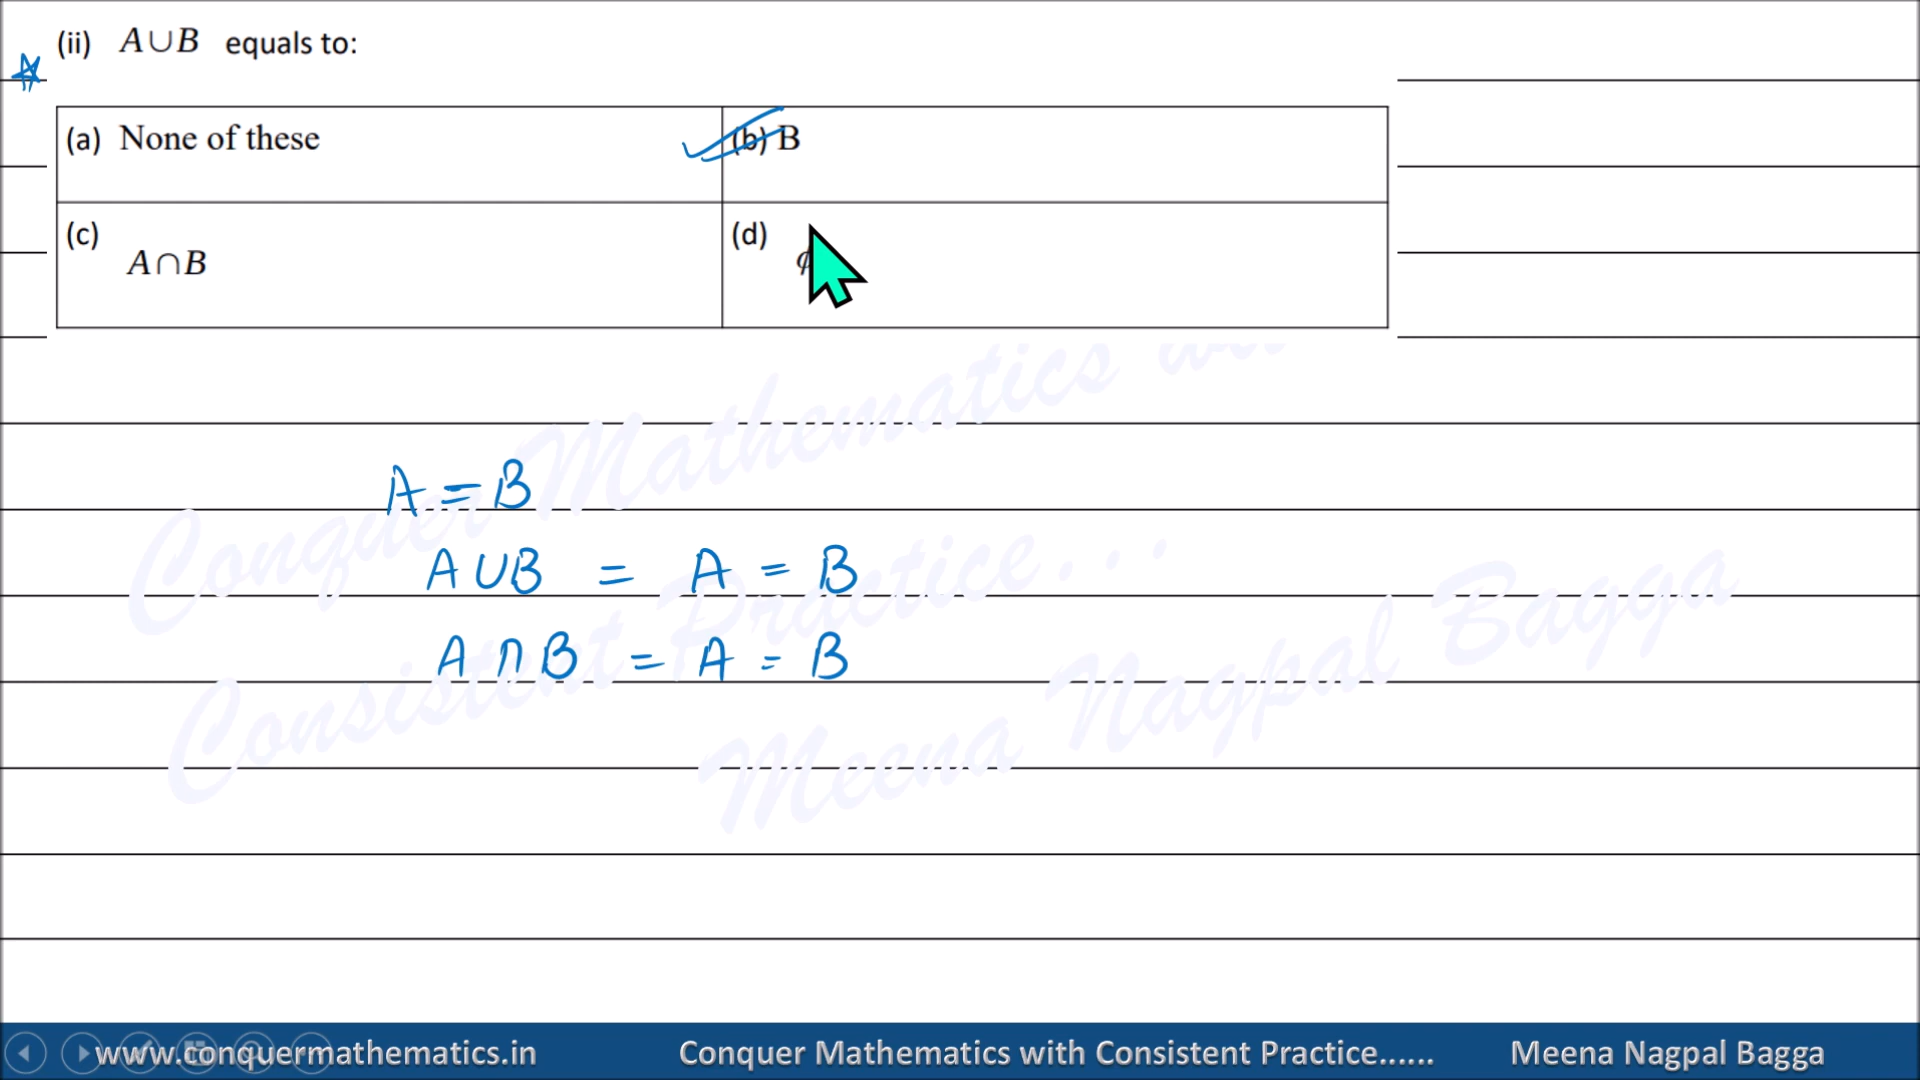 (ii) A∪B equals to:
(a) None of these
(b) B
(c) A∩B
(d) ϕ
Conquer Mathematics with
Consistent Practice...
Meena Nagpal Bagga
A = B
A∪B = A = B
A∩B = A = B
www.conquermathematics.in Conquer Mathematics with Consistent Practice...... Meena Nagpal Bagga